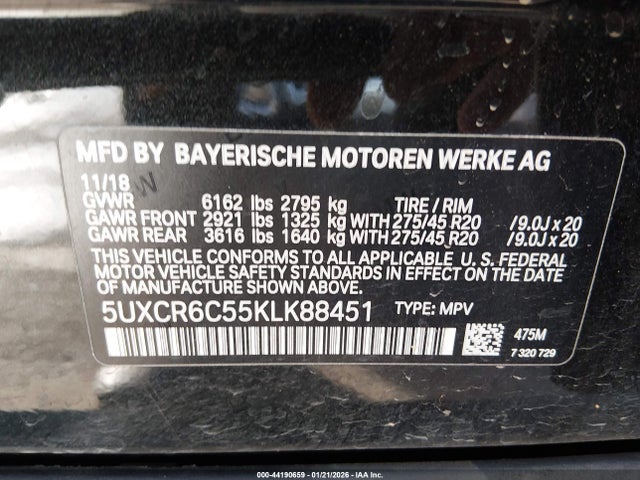 MFD BY BAYERISCHE MOTOREN WERKE AG
11/18
GVWR 6162 lbs 2795 kg TIRE / RIM
GAWR FRONT 2921 lbs 1325 kg WITH 275/45 R20 /9.0J x 20
GAWR REAR 3616 lbs 1640 kg WITH 275/45 R20 /9.0J x 20
THIS VEHICLE CONFORMS TO ALL APPLICABLE U. S. FEDERAL
MOTOR VEHICLE SAFETY STANDARDS IN EFFECT ON THE DATE
OF MANUFACTURE SHOWN ABOVE.
5UXCR6C55KLK88451 TYPE: MPV
475M
7 320 729
000-44190659 - 01/21/2026 - IAA Inc.